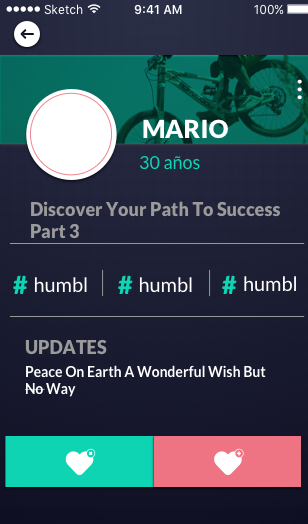 Sketch 9:41 AM 100%
MARIO
30 años
Discover Your Path To Success
Part 3
# humbl # humbl # humbl
UPDATES
Peace On Earth A Wonderful Wish But
No Way